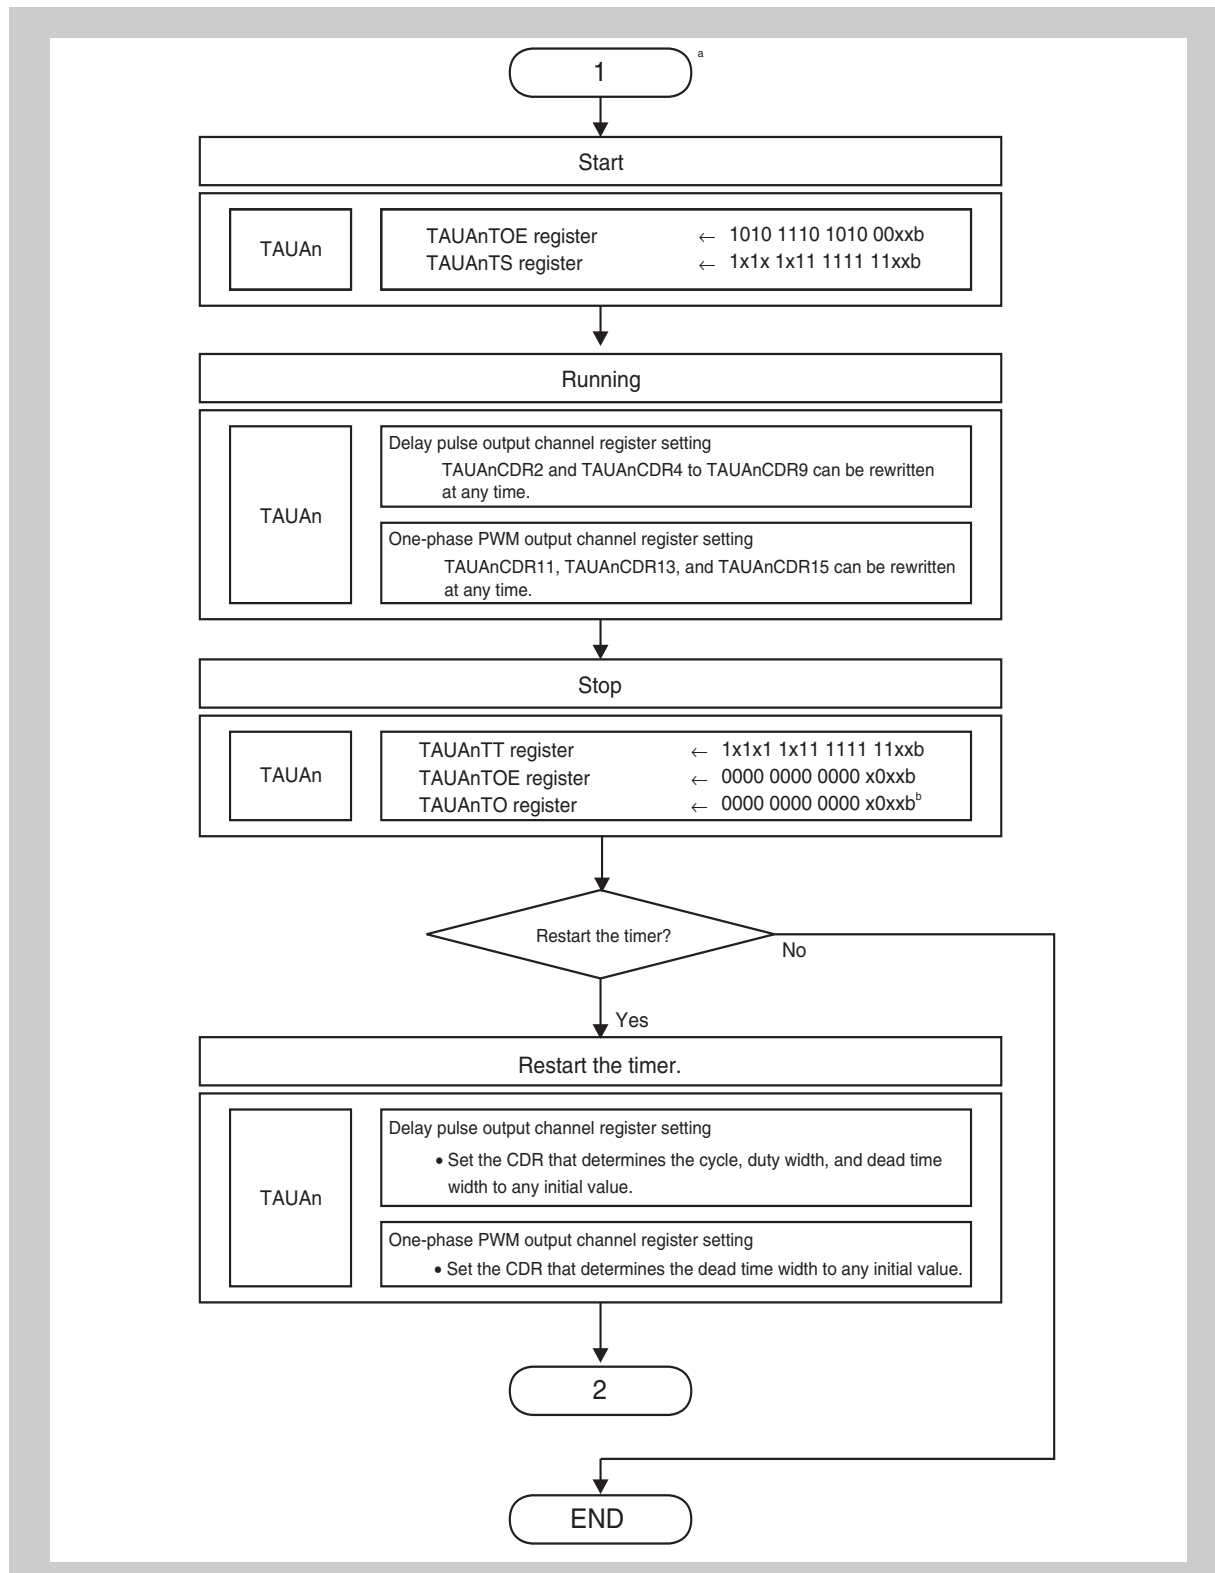 1 a
Start
TAUAn
TAUAnTOE register ← 1010 1110 1010 00xxb
TAUAnTS register ← 1x1x 1x11 1111 11xxb
Running
TAUAn
Delay pulse output channel register setting
TAUAnCDR2 and TAUAnCDR4 to TAUAnCDR9 can be rewritten
at any time.
One-phase PWM output channel register setting
TAUAnCDR11, TAUAnCDR13, and TAUAnCDR15 can be rewritten
at any time.
Stop
TAUAn
TAUAnTT register ← 1x1x1 1x11 1111 11xxb
TAUAnTOE register ← 0000 0000 0000 x0xxb
TAUAnTO register ← 0000 0000 0000 x0xxb b
Restart the timer?
No
Yes
Restart the timer.
TAUAn
Delay pulse output channel register setting
• Set the CDR that determines the cycle, duty width, and dead time
width to any initial value.
One-phase PWM output channel register setting
• Set the CDR that determines the dead time width to any initial value.
2
END